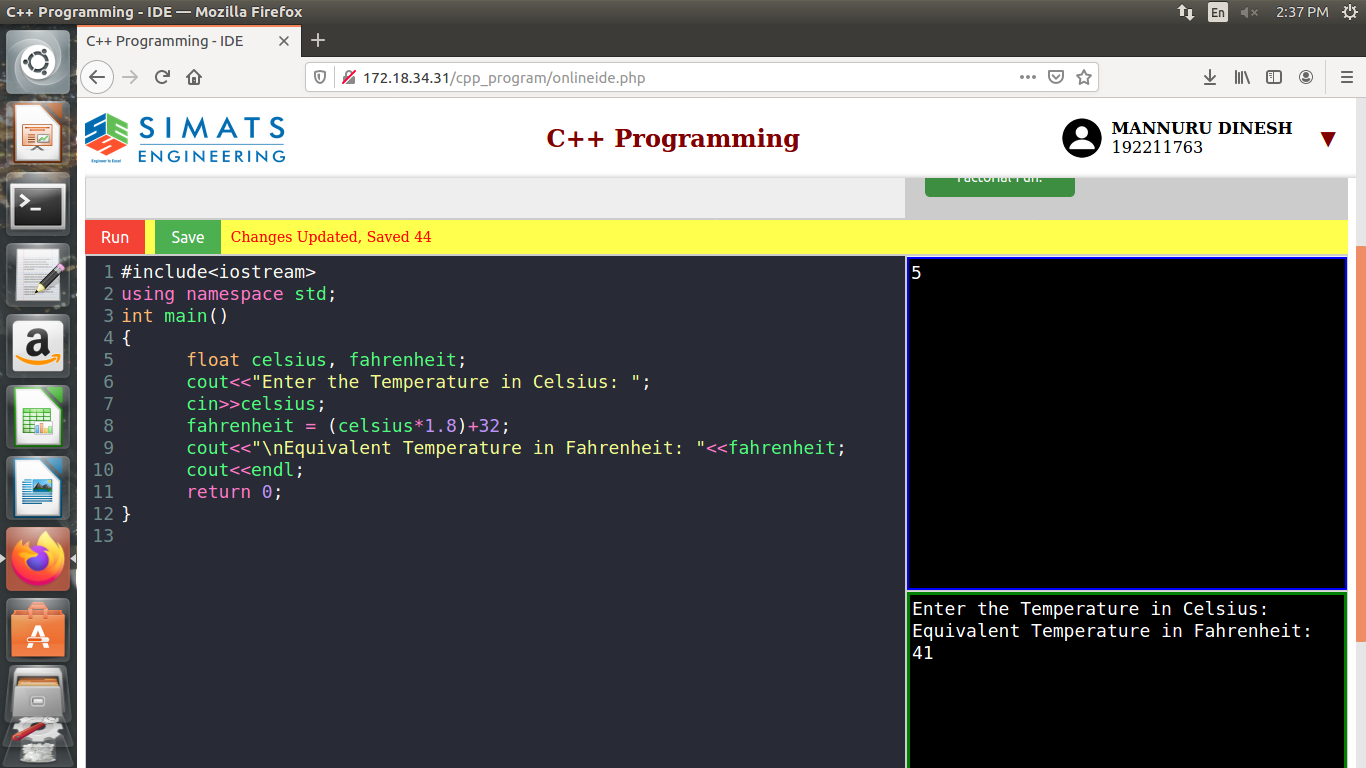 C++ Programming - IDE — Mozilla Firefox
En
2:37 PM
C++ Programming - IDE
172.18.34.31/cpp_program/onlineide.php
SIMATS
ENGINEERING
Engineer to Excel
C++ Programming
MANNURU DINESH
192211763
Factorial Fun.
Run
Save
Changes Updated, Saved 44
1 #include<iostream>
2 using namespace std;
3 int main()
4 {
5 float celsius, fahrenheit;
6 cout<<"Enter the Temperature in Celsius: ";
7 cin>>celsius;
8 fahrenheit = (celsius*1.8)+32;
9 cout<<"\nEquivalent Temperature in Fahrenheit: "<<fahrenheit;
10 cout<<endl;
11 return 0;
12 }
13
5
Enter the Temperature in Celsius:
Equivalent Temperature in Fahrenheit:
41